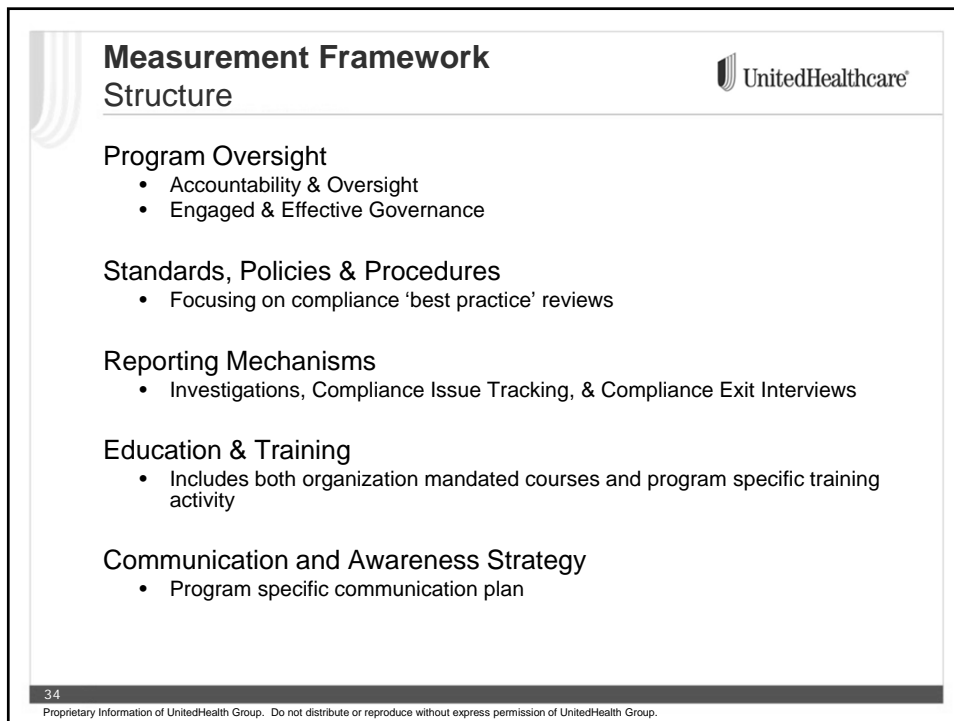 Measurement Framework
Structure
UnitedHealthcare®
Program Oversight
• Accountability & Oversight
• Engaged & Effective Governance
Standards, Policies & Procedures
• Focusing on compliance ‘best practice’ reviews
Reporting Mechanisms
• Investigations, Compliance Issue Tracking, & Compliance Exit Interviews
Education & Training
• Includes both organization mandated courses and program specific training
activity
Communication and Awareness Strategy
• Program specific communication plan
34
Proprietary Information of UnitedHealth Group. Do not distribute or reproduce without express permission of UnitedHealth Group.